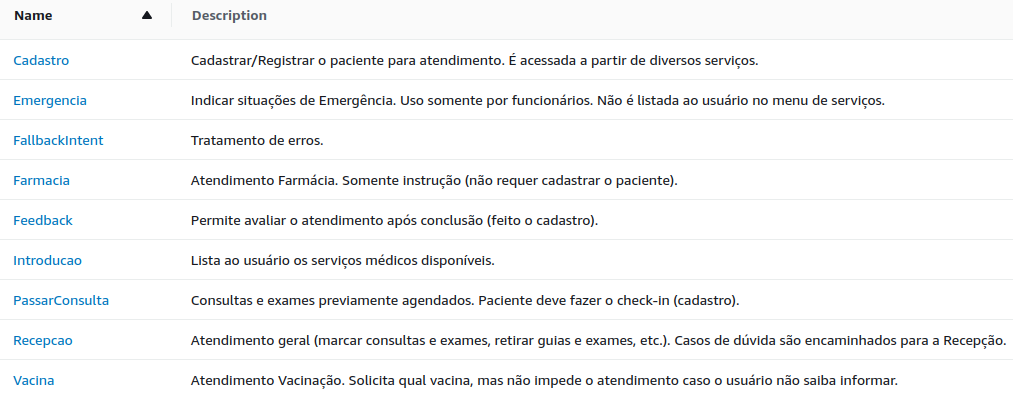 Name ▲ Description
Cadastro Cadastrar/Registrar o paciente para atendimento. É acessada a partir de diversos serviços.
Emergencia Indicar situações de Emergência. Uso somente por funcionários. Não é listada ao usuário no menu de serviços.
FallbackIntent Tratamento de erros.
Farmacia Atendimento Farmácia. Somente instrução (não requer cadastrar o paciente).
Feedback Permite avaliar o atendimento após conclusão (feito o cadastro).
Introducao Lista ao usuário os serviços médicos disponíveis.
PassarConsulta Consultas e exames previamente agendados. Paciente deve fazer o check-in (cadastro).
Recepcao Atendimento geral (marcar consultas e exames, retirar guias e exames, etc.). Casos de dúvida são encaminhados para a Recepção.
Vacina Atendimento Vacinação. Solicita qual vacina, mas não impede o atendimento caso o usuário não saiba informar.